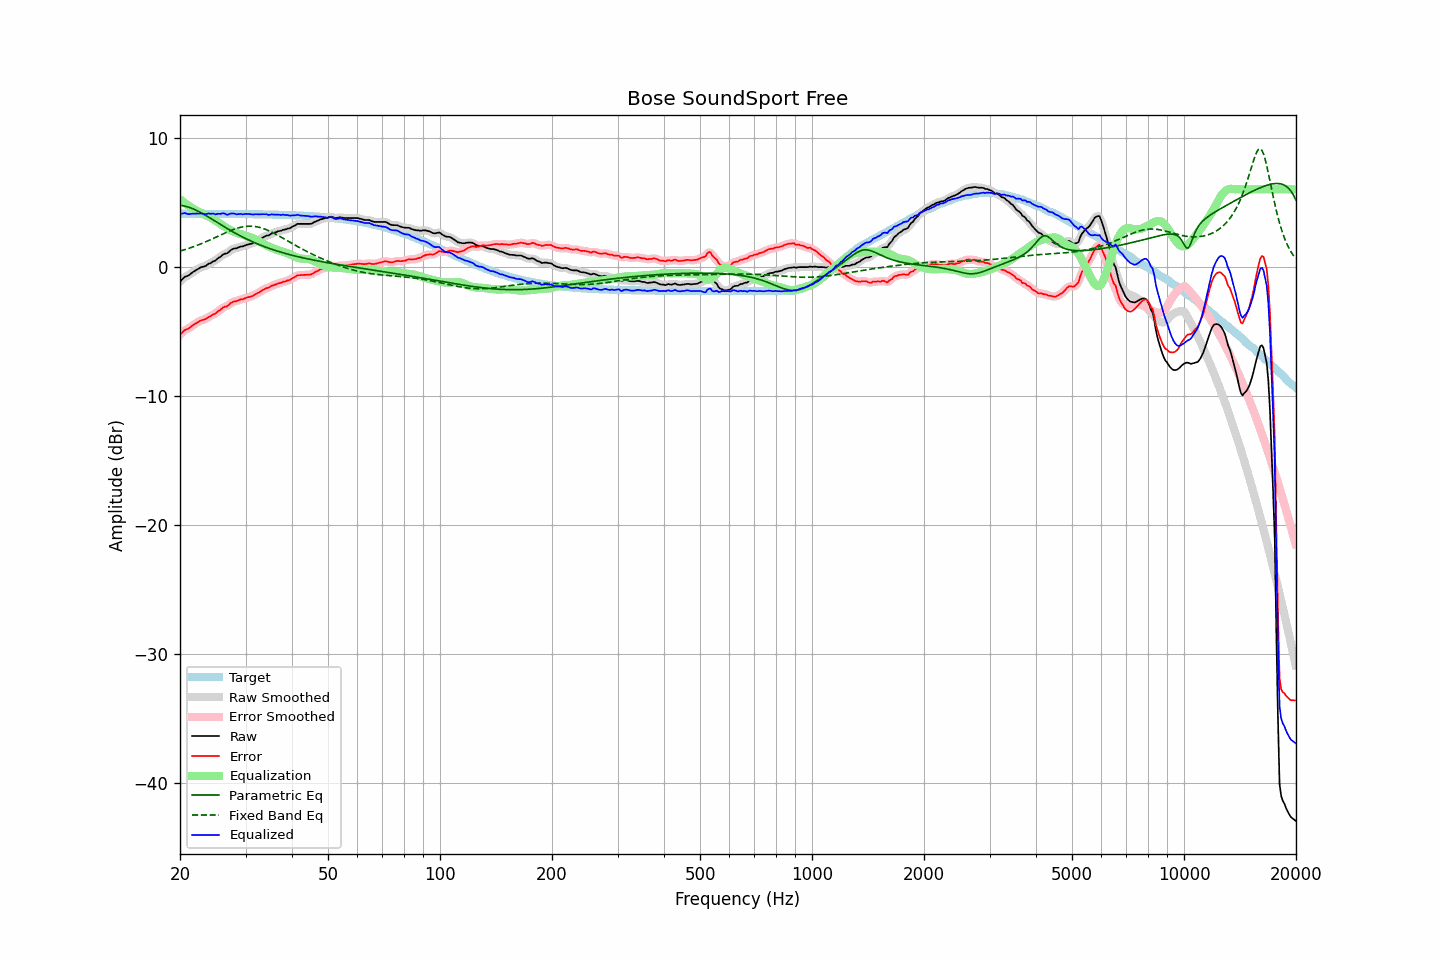 Bose SoundSport Free
10
0
−10
−20
−30
−40
Amplitude (dBr)
Target
Raw Smoothed
Error Smoothed
Raw
Error
Equalization
Parametric Eq
Fixed Band Eq
Equalized
20 50 100 200 500 1000 2000 5000 10000 20000
Frequency (Hz)